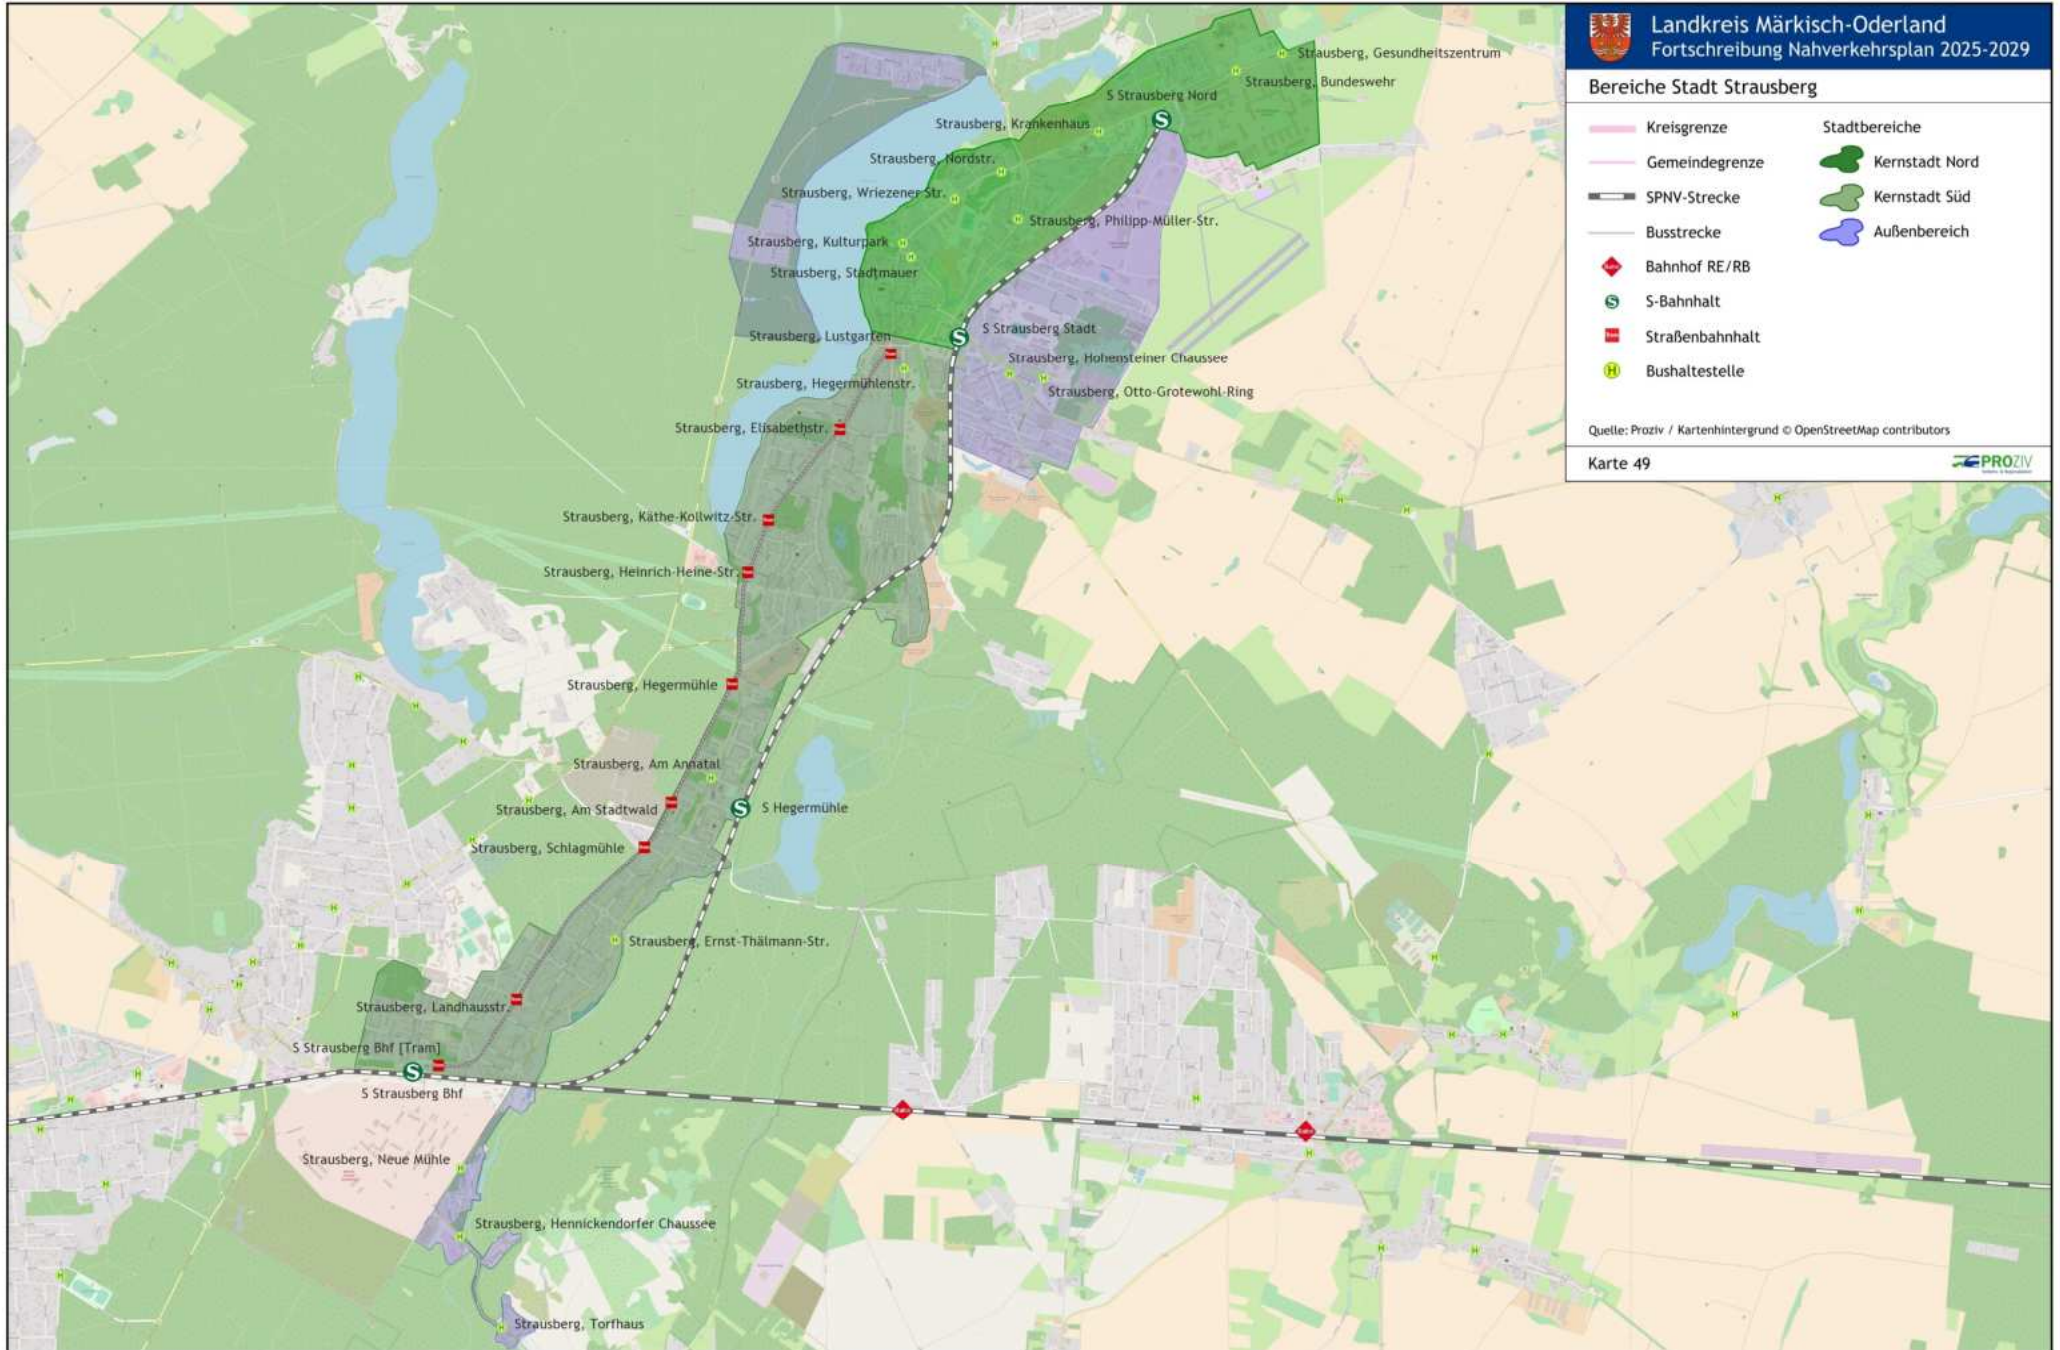 Landkreis Märkisch-Oderland
Fortschreibung Nahverkehrsplan 2025-2029
Bereiche Stadt Strausberg
Kreisgrenze
Gemeindegrenze
SPNV-Strecke
Busstrecke
Bahnhof RE/RB
S-Bahnhalt
Straßenbahnhalt
Bushaltestelle
Stadtbereiche
Kernstadt Nord
Kernstadt Süd
Außenbereich
Quelle: Proziv / Kartenhintergrund © OpenStreetMap contributors
Karte 49
PROZIV
Strausberg, Gesundheitszentrum
Strausberg, Bundeswehr
S Strausberg Nord
Strausberg, Krankenhaus
Strausberg, Nordstr.
Strausberg, Wriezener Str.
Strausberg, Philipp-Müller-Str.
Strausberg, Kulturpark
Strausberg, Stadtmauer
S Strausberg Stadt
Strausberg, Lustgarten
Strausberg, Hohensteiner Chaussee
Strausberg, Hegermühlenstr.
Strausberg, Otto-Grotewohl-Ring
Strausberg, Elisabethstr.
Strausberg, Käthe-Kollwitz-Str.
Strausberg, Heinrich-Heine-Str.
Strausberg, Hegermühle
Strausberg, Am Annatal
Strausberg, Am Stadtwald
S Hegermühle
Strausberg, Schlagmühle
Strausberg, Ernst-Thälmann-Str.
Strausberg, Landhausstr.
S Strausberg Bhf [Tram]
S Strausberg Bhf
Strausberg, Neue Mühle
Strausberg, Hennickendorfer Chaussee
Strausberg, Torfhaus